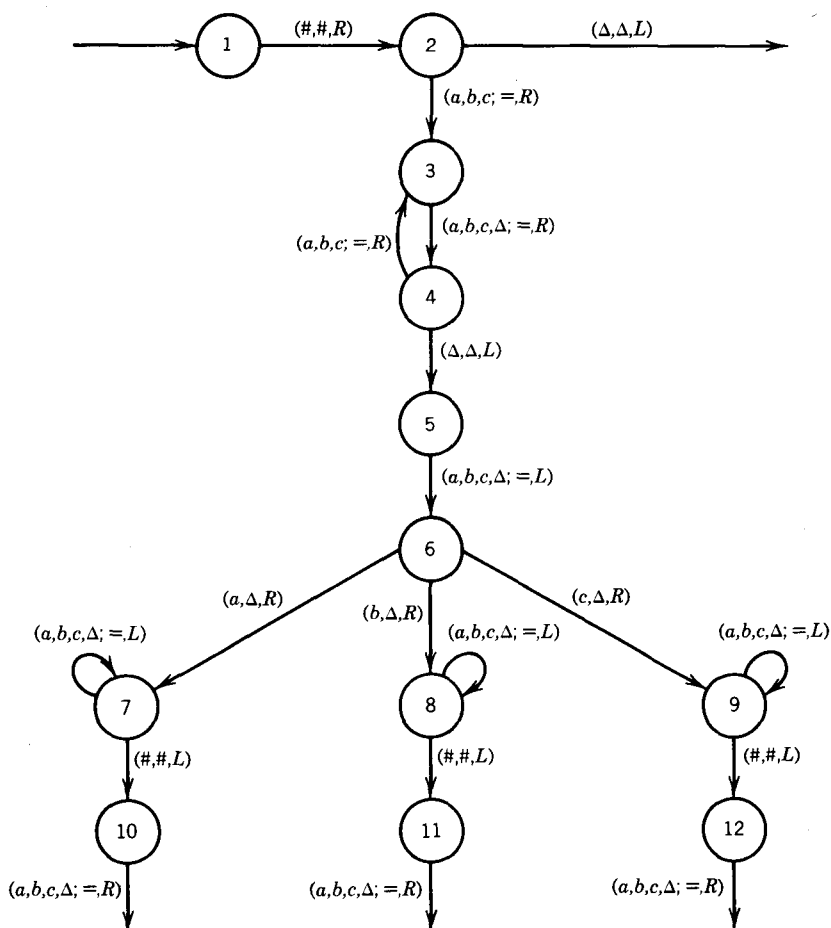 (#,#,R)
(Δ,Δ,L)
1
2
(a,b,c; =,R)
3
(a,b,c; =,R)
(a,b,c,Δ; =,R)
4
(Δ,Δ,L)
5
(a,b,c,Δ; =,L)
6
(a,Δ,R)
(b,Δ,R)
(c,Δ,R)
(a,b,c,Δ; =,L)
(a,b,c,Δ; =,L)
(a,b,c,Δ; =,L)
7
8
9
(#,#,L)
(#,#,L)
(#,#,L)
10
11
12
(a,b,c,Δ; =,R)
(a,b,c,Δ; =,R)
(a,b,c,Δ; =,R)